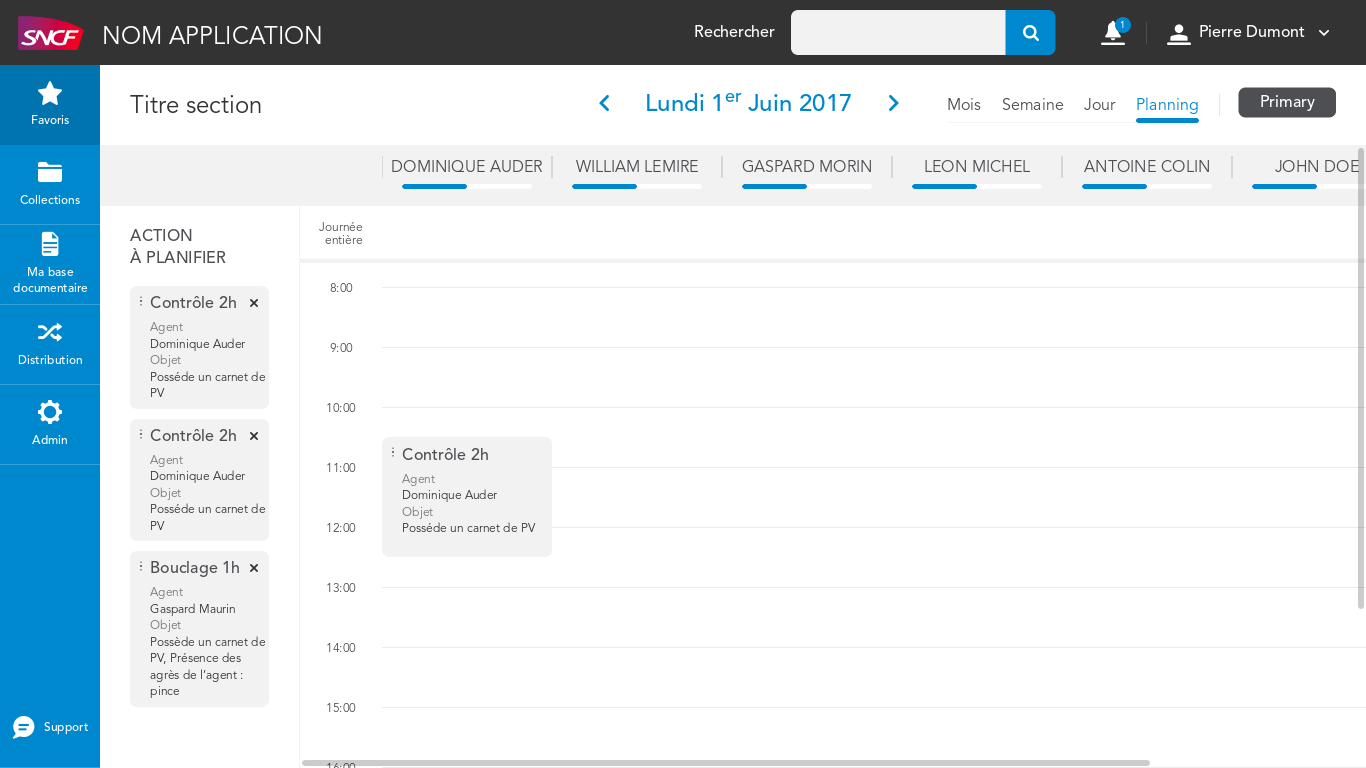 SNCF
NOM APPLICATION
Rechercher
1
Pierre Dumont
Favoris
Collections
Ma base
documentaire
Distribution
Admin
Support
Titre section
Lundi 1er Juin 2017
Mois
Semaine
Jour
Planning
Primary
DOMINIQUE AUDER
WILLIAM LEMIRE
GASPARD MORIN
LEON MICHEL
ANTOINE COLIN
JOHN DOE
ACTION
À PLANIFIER
Contrôle 2h
Agent
Dominique Auder
Objet
Posséde un carnet de
PV
Contrôle 2h
Agent
Dominique Auder
Objet
Posséde un carnet de
PV
Bouclage 1h
Agent
Gaspard Maurin
Objet
Possède un carnet de
PV, Présence des
agrès de l’agent :
pince
Journée
entière
8:00
9:00
10:00
11:00
12:00
13:00
14:00
15:00
16:00
Contrôle 2h
Agent
Dominique Auder
Objet
Posséde un carnet de PV